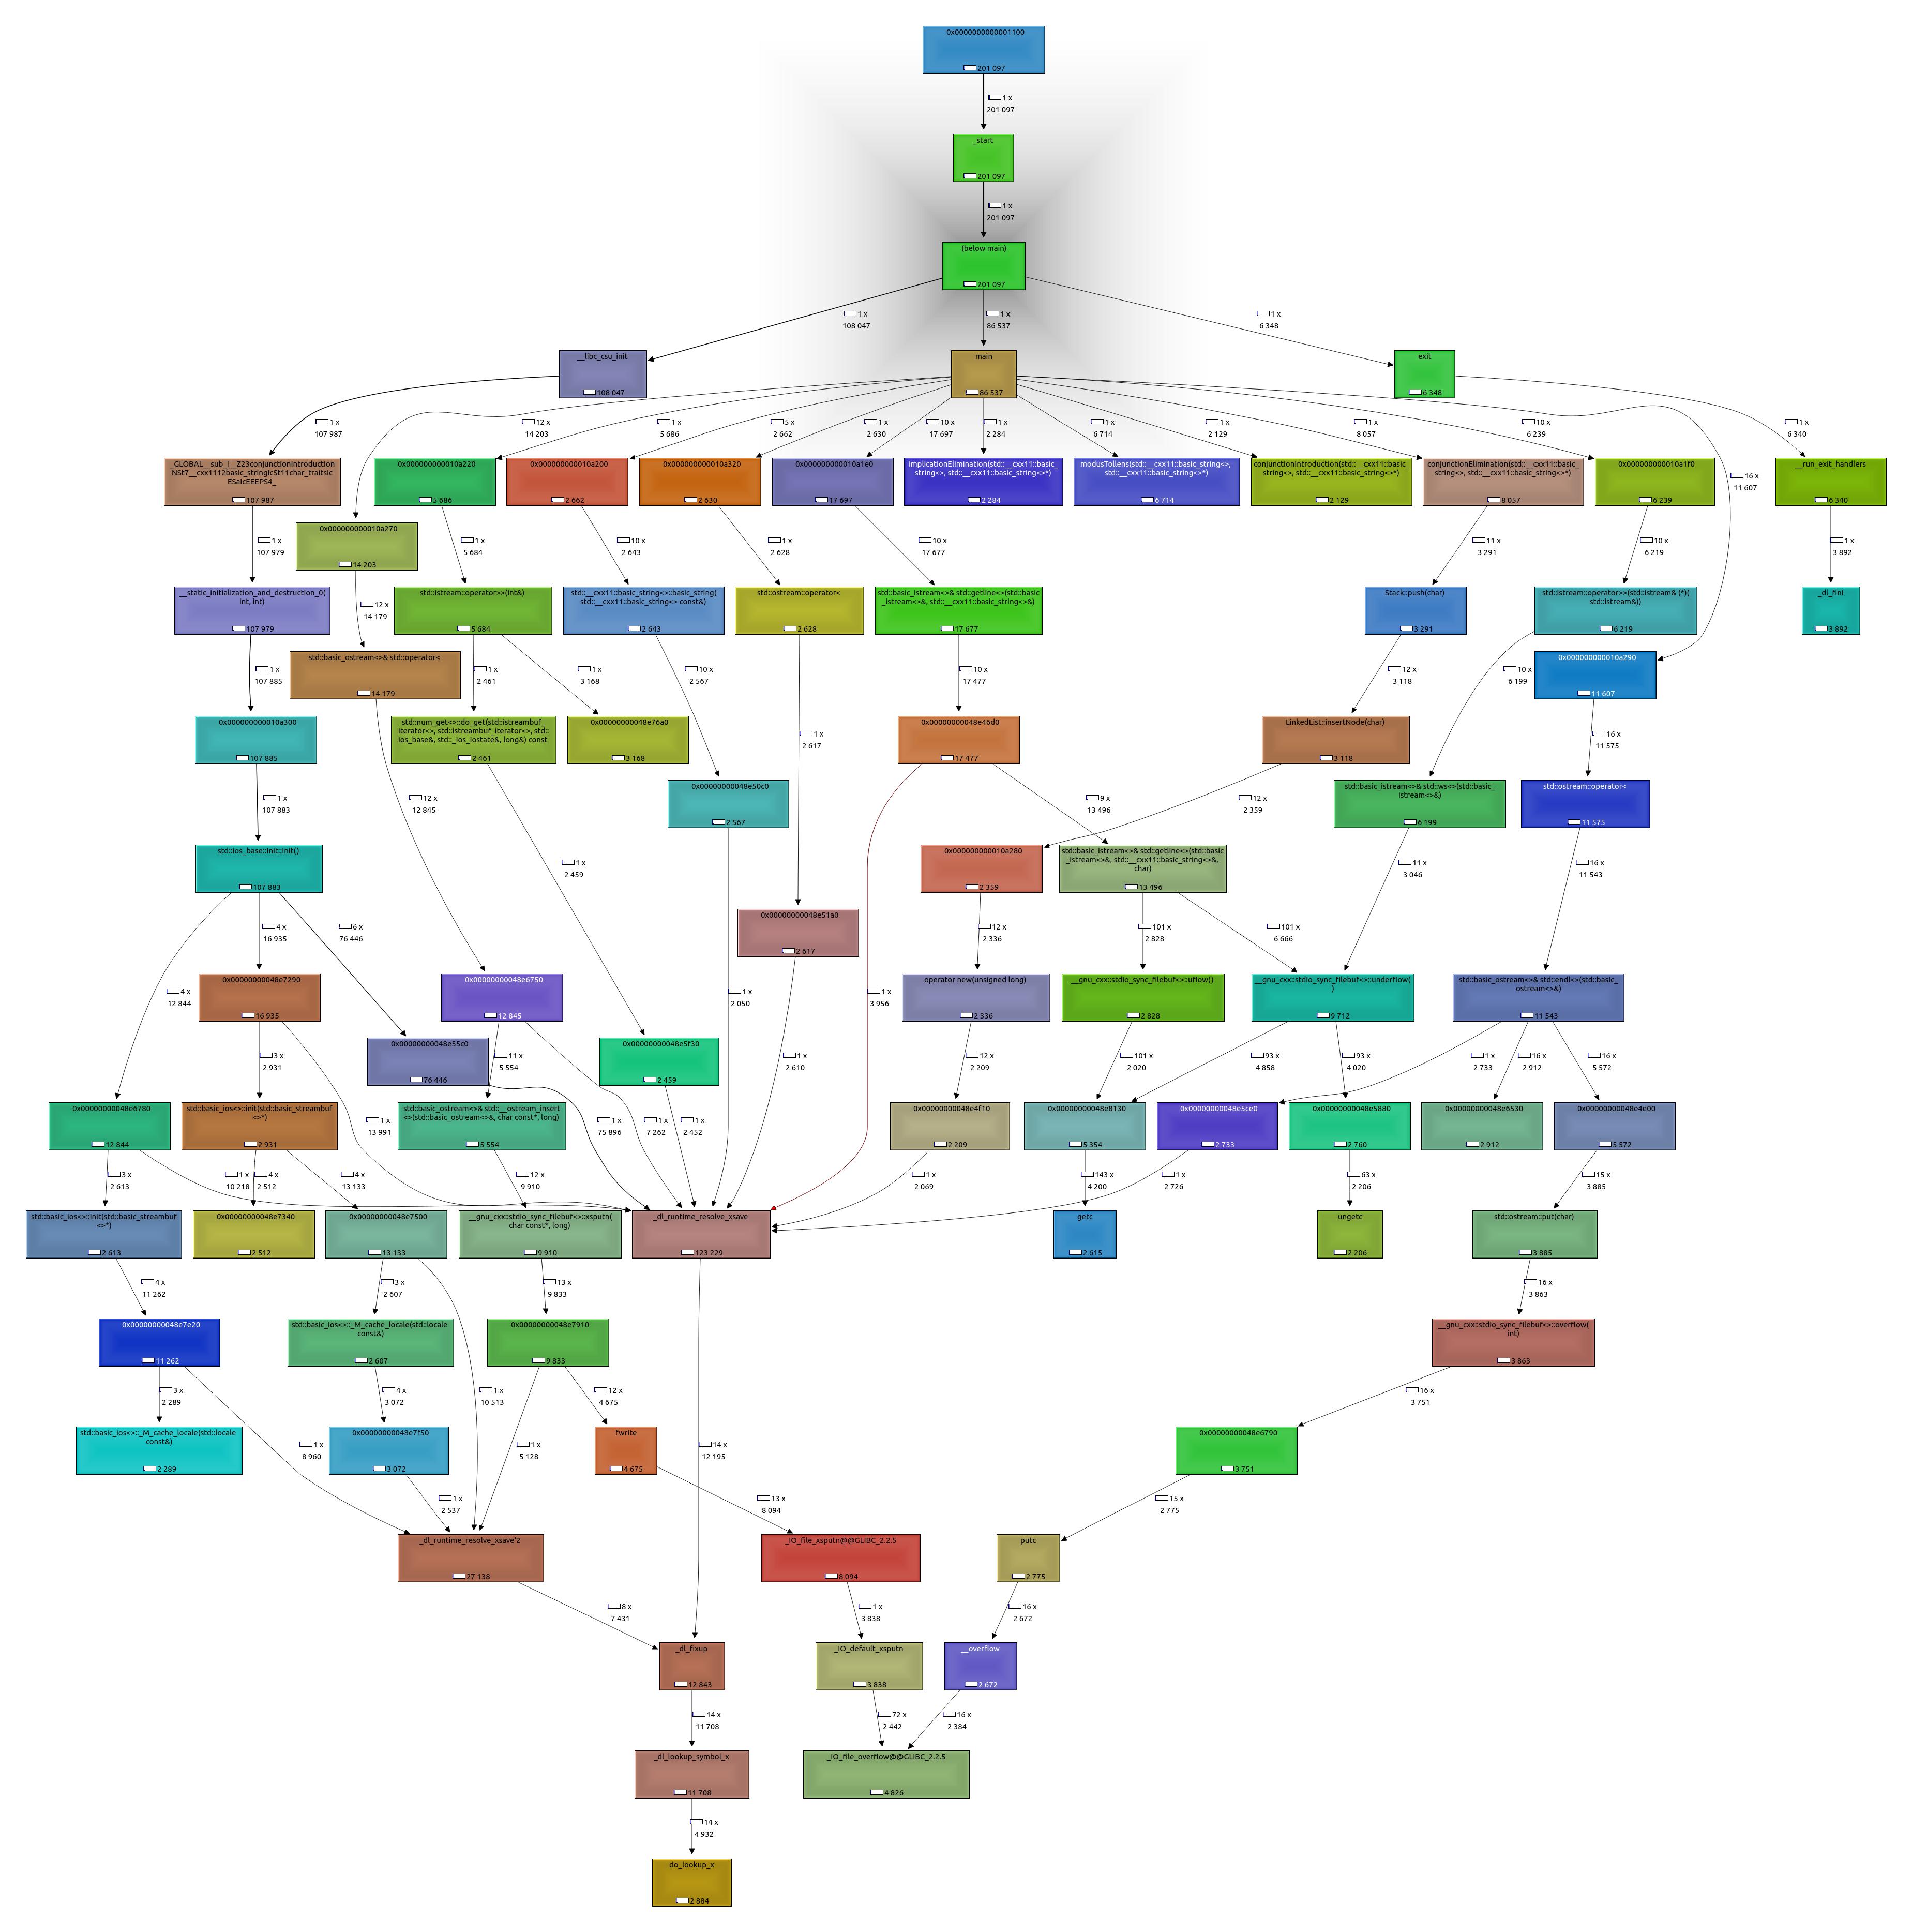 0x0000000000001100
201 097
1 x
201 097
_start
201 097
1 x
201 097
(below main)
201 097
1 x
108 047
1 x
86 537
1 x
6 348
__libc_csu_init
108 047
main
86 537
exit
6 348
1 x
107 987
12 x
14 203
1 x
5 686
5 x
2 662
1 x
2 630
10 x
17 697
1 x
2 284
1 x
6 714
1 x
2 129
1 x
8 057
10 x
6 239
1 x
6 340
16 x
11 607
_GLOBAL__sub_I__Z23conjunctionIntroduction
NSt7__cxx1112basic_stringIcSt11char_traitsIc
ESaIcEEEPS4_
107 987
0x000000000010a220
5 686
0x000000000010a200
2 662
0x000000000010a320
2 630
0x000000000010a1e0
17 697
implicationElimination(std::__cxx11::basic_
string<>, std::__cxx11::basic_string<>*)
2 284
modusTollens(std::__cxx11::basic_string<>,
std::__cxx11::basic_string<>*)
6 714
conjunctionIntroduction(std::__cxx11::basic_
string<>, std::__cxx11::basic_string<>*)
2 129
conjunctionElimination(std::__cxx11::basic_
string<>, std::__cxx11::basic_string<>*)
8 057
0x000000000010a1f0
6 239
__run_exit_handlers
6 340
0x000000000010a270
14 203
1 x
107 979
1 x
5 684
10 x
2 643
1 x
2 628
10 x
17 677
11 x
3 291
10 x
6 219
1 x
3 892
__static_initialization_and_destruction_0(
int, int)
107 979
12 x
14 179
std::istream::operator>>(int&)
5 684
std::__cxx11::basic_string<>::basic_string(
std::__cxx11::basic_string<> const&)
2 643
std::ostream::operator<
2 628
std::basic_istream<>& std::getline<>(std::basic
_istream<>&, std::__cxx11::basic_string<>&)
17 677
Stack::push(char)
3 291
std::istream::operator>>(std::istream& (*)(
std::istream&))
6 219
_dl_fini
3 892
1 x
107 885
std::basic_ostream<>& std::operator<
14 179
1 x
2 461
1 x
3 168
10 x
2 567
10 x
17 477
12 x
3 118
10 x
6 199
0x000000000010a290
11 607
0x000000000010a300
107 885
std::num_get<>::do_get(std::istreambuf_
iterator<>, std::istreambuf_iterator<>, std::
ios_base&, std::_Ios_Iostate&, long&) const
2 461
0x00000000048e76a0
3 168
1 x
2 617
0x00000000048e46d0
17 477
LinkedList::insertNode(char)
3 118
16 x
11 575
1 x
107 883
12 x
12 845
0x00000000048e50c0
2 567
9 x
13 496
12 x
2 359
std::basic_istream<>& std::ws<>(std::basic_
istream<>&)
6 199
std::ostream::operator<
11 575
std::ios_base::Init::Init()
107 883
1 x
2 459
0x000000000010a280
2 359
std::basic_istream<>& std::getline<>(std::basic
_istream<>&, std::__cxx11::basic_string<>&,
char)
13 496
11 x
3 046
16 x
11 543
4 x
16 935
6 x
76 446
0x00000000048e51a0
2 617
12 x
2 336
101 x
2 828
101 x
6 666
4 x
12 844
0x00000000048e7290
16 935
0x00000000048e6750
12 845
1 x
2 050
1 x
3 956
operator new(unsigned long)
2 336
__gnu_cxx::stdio_sync_filebuf<>::uflow()
2 828
__gnu_cxx::stdio_sync_filebuf<>::underflow(
)
9 712
std::basic_ostream<>& std::endl<>(std::basic_
ostream<>&)
11 543
3 x
2 931
0x00000000048e55c0
76 446
11 x
5 554
0x00000000048e5f30
2 459
1 x
2 610
12 x
2 209
101 x
2 020
93 x
4 858
93 x
4 020
1 x
2 733
16 x
2 912
16 x
5 572
0x00000000048e6780
12 844
std::basic_ios<>::init(std::basic_streambuf
<>*)
2 931
1 x
13 991
std::basic_ostream<>& std::__ostream_insert
<>(std::basic_ostream<>&, char const*, long)
5 554
1 x
75 896
1 x
7 262
1 x
2 452
0x00000000048e4f10
2 209
0x00000000048e8130
5 354
0x00000000048e5ce0
2 733
0x00000000048e5880
2 760
0x00000000048e6530
2 912
0x00000000048e4e00
5 572
3 x
2 613
1 x
10 218
4 x
2 512
4 x
13 133
12 x
9 910
1 x
2 069
143 x
4 200
1 x
2 726
63 x
2 206
15 x
3 885
std::basic_ios<>::init(std::basic_streambuf
<>*)
2 613
0x00000000048e7340
2 512
0x00000000048e7500
13 133
__gnu_cxx::stdio_sync_filebuf<>::xsputn(
char const*, long)
9 910
_dl_runtime_resolve_xsave
123 229
getc
2 615
ungetc
2 206
std::ostream::put(char)
3 885
4 x
11 262
3 x
2 607
13 x
9 833
16 x
3 863
0x00000000048e7e20
11 262
std::basic_ios<>::_M_cache_locale(std::locale
const&)
2 607
0x00000000048e7910
9 833
__gnu_cxx::stdio_sync_filebuf<>::overflow(
int)
3 863
3 x
2 289
4 x
3 072
1 x
10 513
12 x
4 675
16 x
3 751
std::basic_ios<>::_M_cache_locale(std::locale
const&)
2 289
1 x
8 960
0x00000000048e7f50
3 072
1 x
5 128
fwrite
4 675
14 x
12 195
0x00000000048e6790
3 751
1 x
2 537
13 x
8 094
15 x
2 775
_dl_runtime_resolve_xsave'2
27 138
_IO_file_xsputn@@GLIBC_2.2.5
8 094
putc
2 775
8 x
7 431
1 x
3 838
16 x
2 672
_dl_fixup
12 843
_IO_default_xsputn
3 838
__overflow
2 672
14 x
11 708
72 x
2 442
16 x
2 384
_dl_lookup_symbol_x
11 708
_IO_file_overflow@@GLIBC_2.2.5
4 826
14 x
4 932
do_lookup_x
2 884